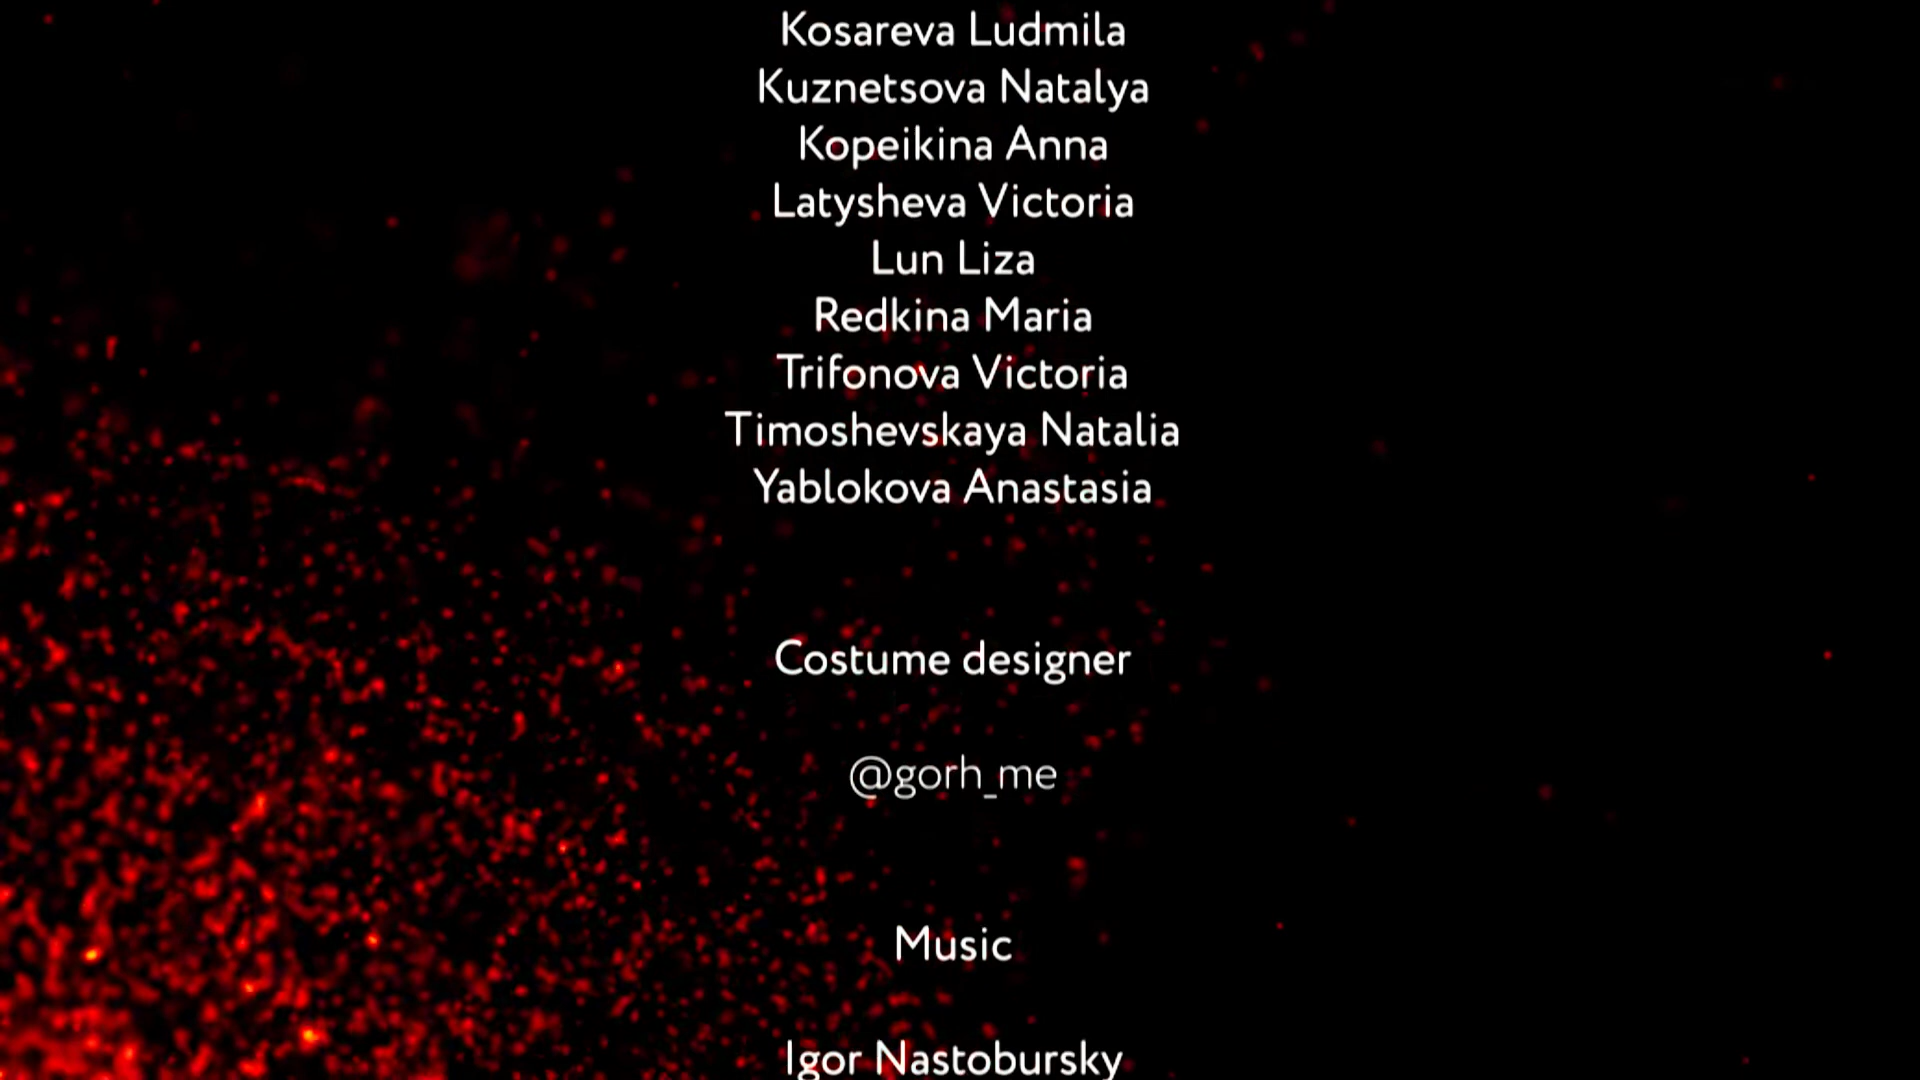 Kosareva Ludmila
Kuznetsova Natalya
Kopeikina Anna
Latysheva Victoria
Lun Liza
Redkina Maria
Trifonova Victoria
Timoshevskaya Natalia
Yablokova Anastasia
Costume designer
@gorh_me
Music
Igor Nastobursky